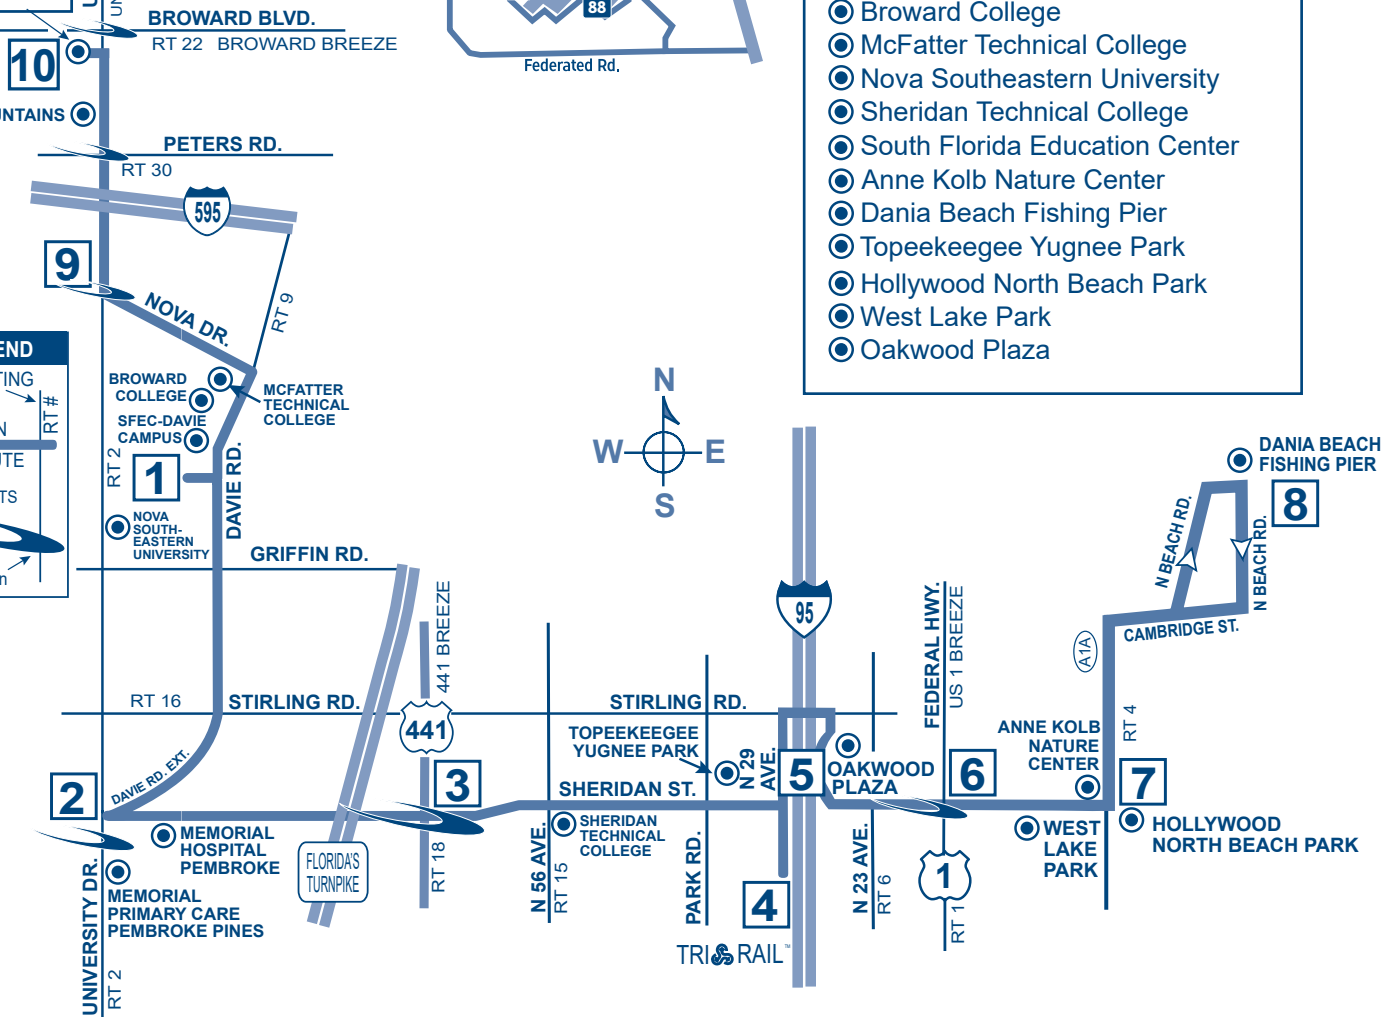 BROWARD BLVD.
RT 22 BROWARD BREEZE
10
88
Federated Rd.
PETERS RD.
RT 30
595
9
NOVA DR.
RT 9
BROWARD
COLLEGE
MCFATTER
TECHNICAL
COLLEGE
SFEC-DAVIE
CAMPUS
RT #
RT 2
1
DAVIE RD.
NOVA
SOUTH-
EASTERN
UNIVERSITY
GRIFFIN RD.
Broward College
McFatter Technical College
Nova Southeastern University
Sheridan Technical College
South Florida Education Center
Anne Kolb Nature Center
Dania Beach Fishing Pier
Topeekeegee Yugnee Park
Hollywood North Beach Park
West Lake Park
Oakwood Plaza
N
W E
S
DANIA BEACH
FISHING PIER
8
N BEACH RD.
N BEACH RD.
CAMBRIDGE ST.
A1A
RT 4
441 BREEZE
95
FEDERAL HWY.
US 1 BREEZE
RT 16
STIRLING RD.
441
STIRLING RD.
TOPEEKEEGEE
YUGNEE PARK
N 29
AVE.
5
OAKWOOD
PLAZA
6
ANNE KOLB
NATURE
CENTER
7
HOLLYWOOD
NORTH BEACH PARK
WEST
LAKE
PARK
2
DAVIE RD. EXT.
3
SHERIDAN ST.
MEMORIAL
HOSPITAL
PEMBROKE
MEMORIAL
PRIMARY CARE
PEMBROKE PINES
FLORIDA'S
TURNPIKE
RT 18
SHERIDAN
TECHNICAL
COLLEGE
N 56 AVE.
RT 15
PARK RD.
4
TRI RAIL™
N 23 AVE.
RT 6
1
RT 1
UNIVERSITY DR.
RT 2